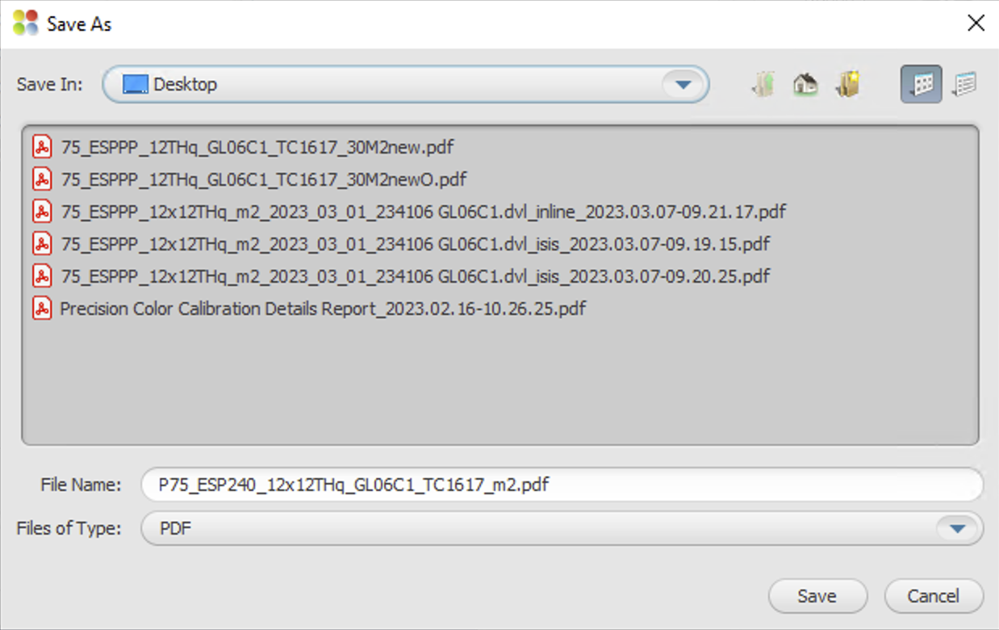 Save As
Save In: Desktop
75_ESPPP_12THq_GL06C1_TC1617_30M2new.pdf
75_ESPPP_12THq_GL06C1_TC1617_30M2newO.pdf
75_ESPPP_12x12THq_m2_2023_03_01_234106 GL06C1.dvl_inline_2023.03.07-09.21.17.pdf
75_ESPPP_12x12THq_m2_2023_03_01_234106 GL06C1.dvl_isis_2023.03.07-09.19.15.pdf
75_ESPPP_12x12THq_m2_2023_03_01_234106 GL06C1.dvl_isis_2023.03.07-09.20.25.pdf
Precision Color Calibration Details Report_2023.02.16-10.26.25.pdf
File Name: P75_ESP240_12x12THq_GL06C1_TC1617_m2.pdf
Files of Type: PDF
Save Cancel